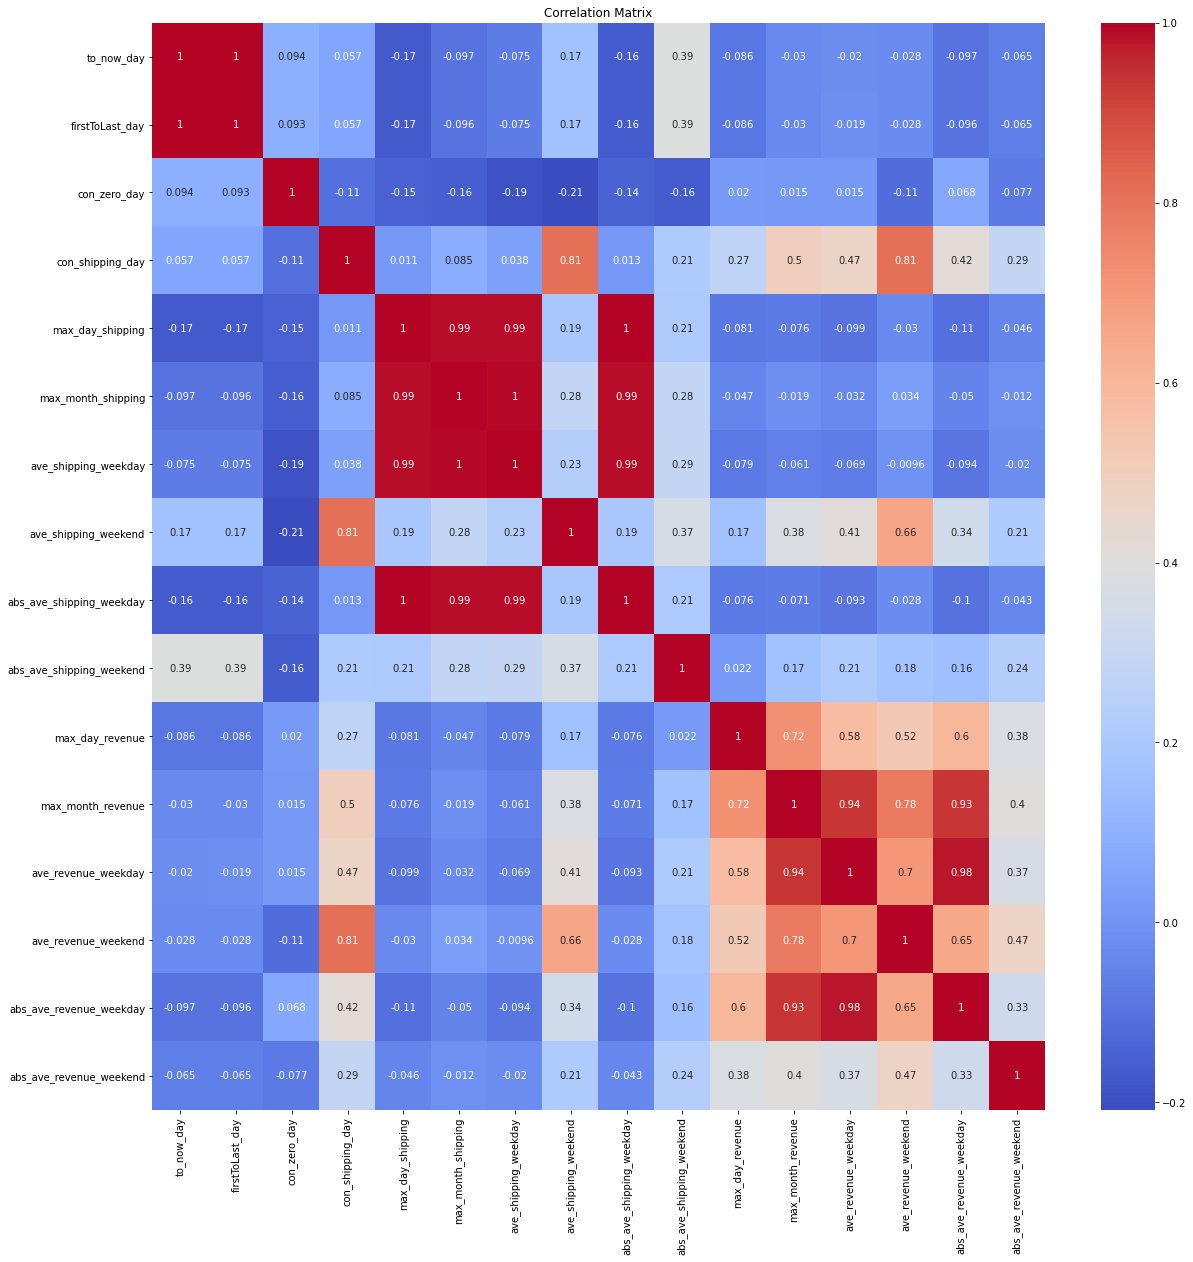 Correlation Matrix
to_now_day 1 1 0.094 0.057 -0.17 -0.097 -0.075 0.17 -0.16 0.39 -0.086 -0.03 -0.02 -0.028 -0.097 -0.065
firstToLast_day 1 1 0.093 0.057 -0.17 -0.096 -0.075 0.17 -0.16 0.39 -0.086 -0.03 -0.019 -0.028 -0.096 -0.065
con_zero_day 0.094 0.093 1 -0.11 -0.15 -0.16 -0.19 -0.21 -0.14 -0.16 0.02 0.015 0.015 -0.11 0.068 -0.077
con_shipping_day 0.057 0.057 -0.11 1 0.011 0.085 0.038 0.81 0.013 0.21 0.27 0.5 0.47 0.81 0.42 0.29
max_day_shipping -0.17 -0.17 -0.15 0.011 1 0.99 0.99 0.19 1 0.21 -0.081 -0.076 -0.099 -0.03 -0.11 -0.046
max_month_shipping -0.097 -0.096 -0.16 0.085 0.99 1 1 0.28 0.99 0.28 -0.047 -0.019 -0.032 0.034 -0.05 -0.012
ave_shipping_weekday -0.075 -0.075 -0.19 0.038 0.99 1 1 0.23 0.99 0.29 -0.079 -0.061 -0.069 -0.0096 -0.094 -0.02
ave_shipping_weekend 0.17 0.17 -0.21 0.81 0.19 0.28 0.23 1 0.19 0.37 0.17 0.38 0.41 0.66 0.34 0.21
abs_ave_shipping_weekday -0.16 -0.16 -0.14 0.013 1 0.99 0.99 0.19 1 0.21 -0.076 -0.071 -0.093 -0.028 -0.1 -0.043
abs_ave_shipping_weekend 0.39 0.39 -0.16 0.21 0.21 0.28 0.29 0.37 0.21 1 0.022 0.17 0.21 0.18 0.16 0.24
max_day_revenue -0.086 -0.086 0.02 0.27 -0.081 -0.047 -0.079 0.17 -0.076 0.022 1 0.72 0.58 0.52 0.6 0.38
max_month_revenue -0.03 -0.03 0.015 0.5 -0.076 -0.019 -0.061 0.38 -0.071 0.17 0.72 1 0.94 0.78 0.93 0.4
ave_revenue_weekday -0.02 -0.019 0.015 0.47 -0.099 -0.032 -0.069 0.41 -0.093 0.21 0.58 0.94 1 0.7 0.98 0.37
ave_revenue_weekend -0.028 -0.028 -0.11 0.81 -0.03 0.034 -0.0096 0.66 -0.028 0.18 0.52 0.78 0.7 1 0.65 0.47
abs_ave_revenue_weekday -0.097 -0.096 0.068 0.42 -0.11 -0.05 -0.094 0.34 -0.1 0.16 0.6 0.93 0.98 0.65 1 0.33
abs_ave_revenue_weekend -0.065 -0.065 -0.077 0.29 -0.046 -0.012 -0.02 0.21 -0.043 0.24 0.38 0.4 0.37 0.47 0.33 1
to_now_day
firstToLast_day
con_zero_day
con_shipping_day
max_day_shipping
max_month_shipping
ave_shipping_weekday
ave_shipping_weekend
abs_ave_shipping_weekday
abs_ave_shipping_weekend
max_day_revenue
max_month_revenue
ave_revenue_weekday
ave_revenue_weekend
abs_ave_revenue_weekday
abs_ave_revenue_weekend
1.0
0.8
0.6
0.4
0.2
0.0
−0.2